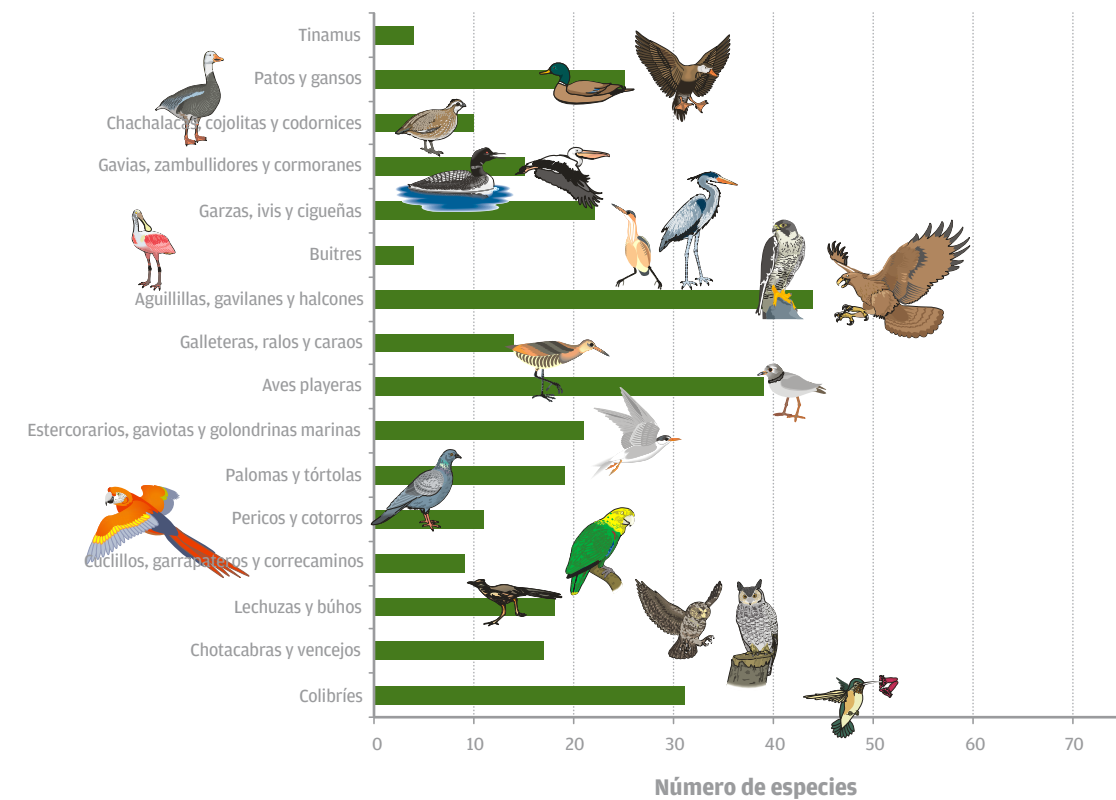 Tinamus
Patos y gansos
Chachalacas, cojolitas y codornices
Gavias, zambullidores y cormoranes
Garzas, ivis y cigueñas
Buitres
Aguillillas, gavilanes y halcones
Galleteras, ralos y caraos
Aves playeras
Estercorarios, gaviotas y golondrinas marinas
Palomas y tórtolas
Pericos y cotorros
Cuclillos, garrapateros y correcaminos
Lechuzas y búhos
Chotacabras y vencejos
Colibríes
0 10 20 30 40 50 60 70
Número de especies